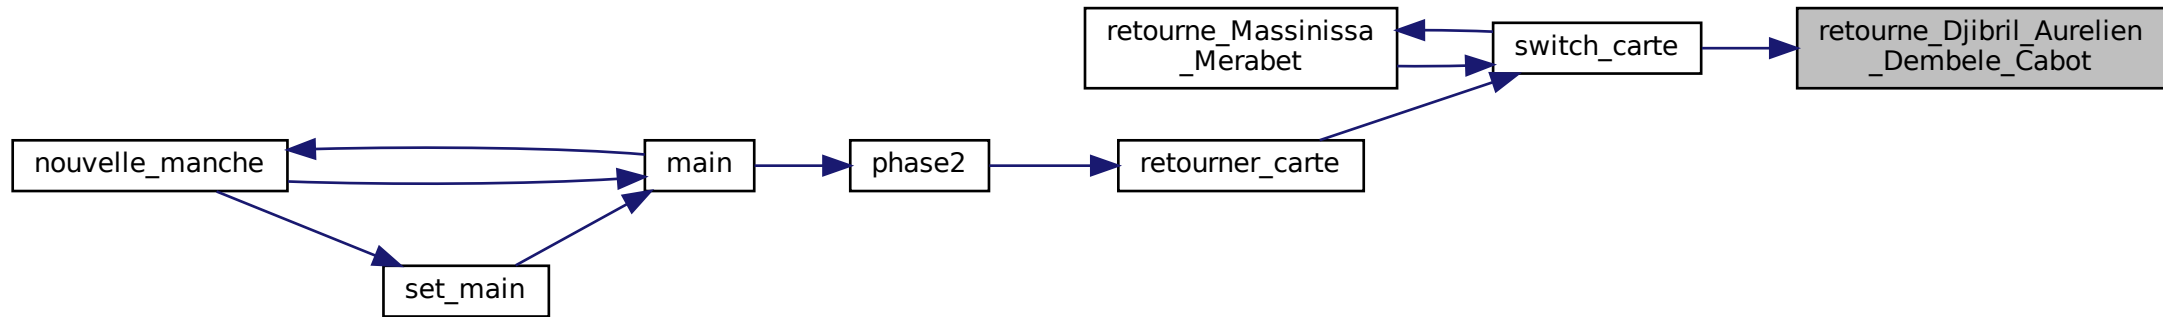 retourne_Massinissa
_Merabet
switch_carte
retourne_Djibril_Aurelien
_Dembele_Cabot
nouvelle_manche
main
phase2
retourner_carte
set_main